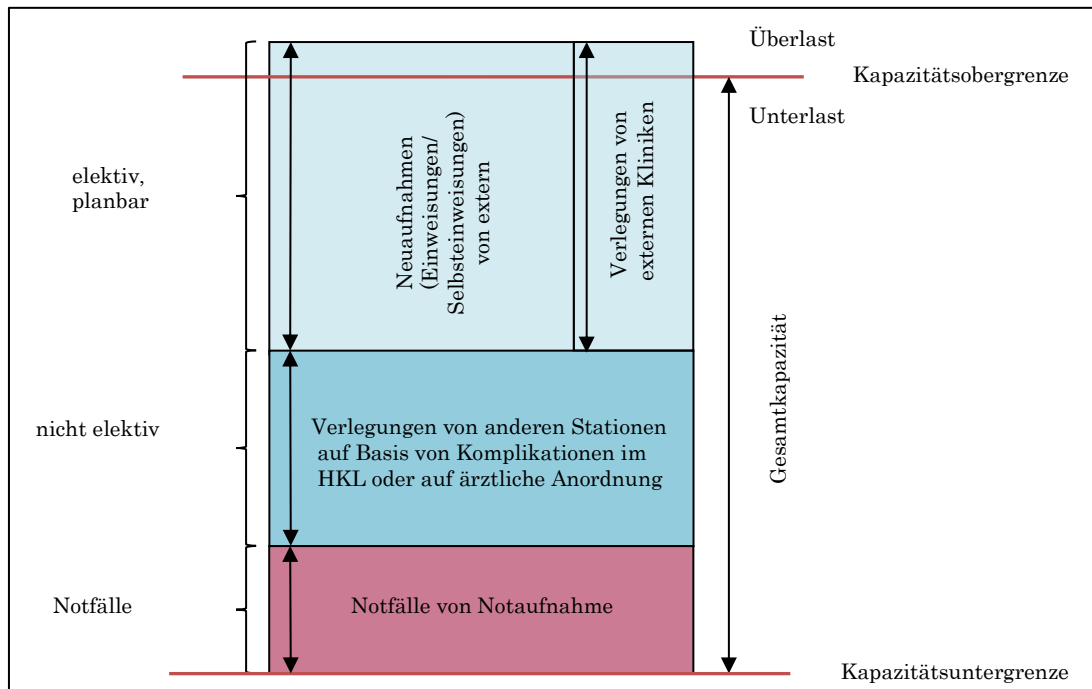 Überlast
Kapazitätsobergrenze
Unterlast
elektiv,
planbar
Neuaufnahmen
(Einweisungen/
Selbsteinweisungen)
von extern
Verlegungen von
externen Kliniken
Gesamtkapazität
nicht elektiv
Verlegungen von anderen Stationen
auf Basis von Komplikationen im
HKL oder auf ärztliche Anordnung
Notfälle
Notfälle von Notaufnahme
Kapazitätsuntergrenze